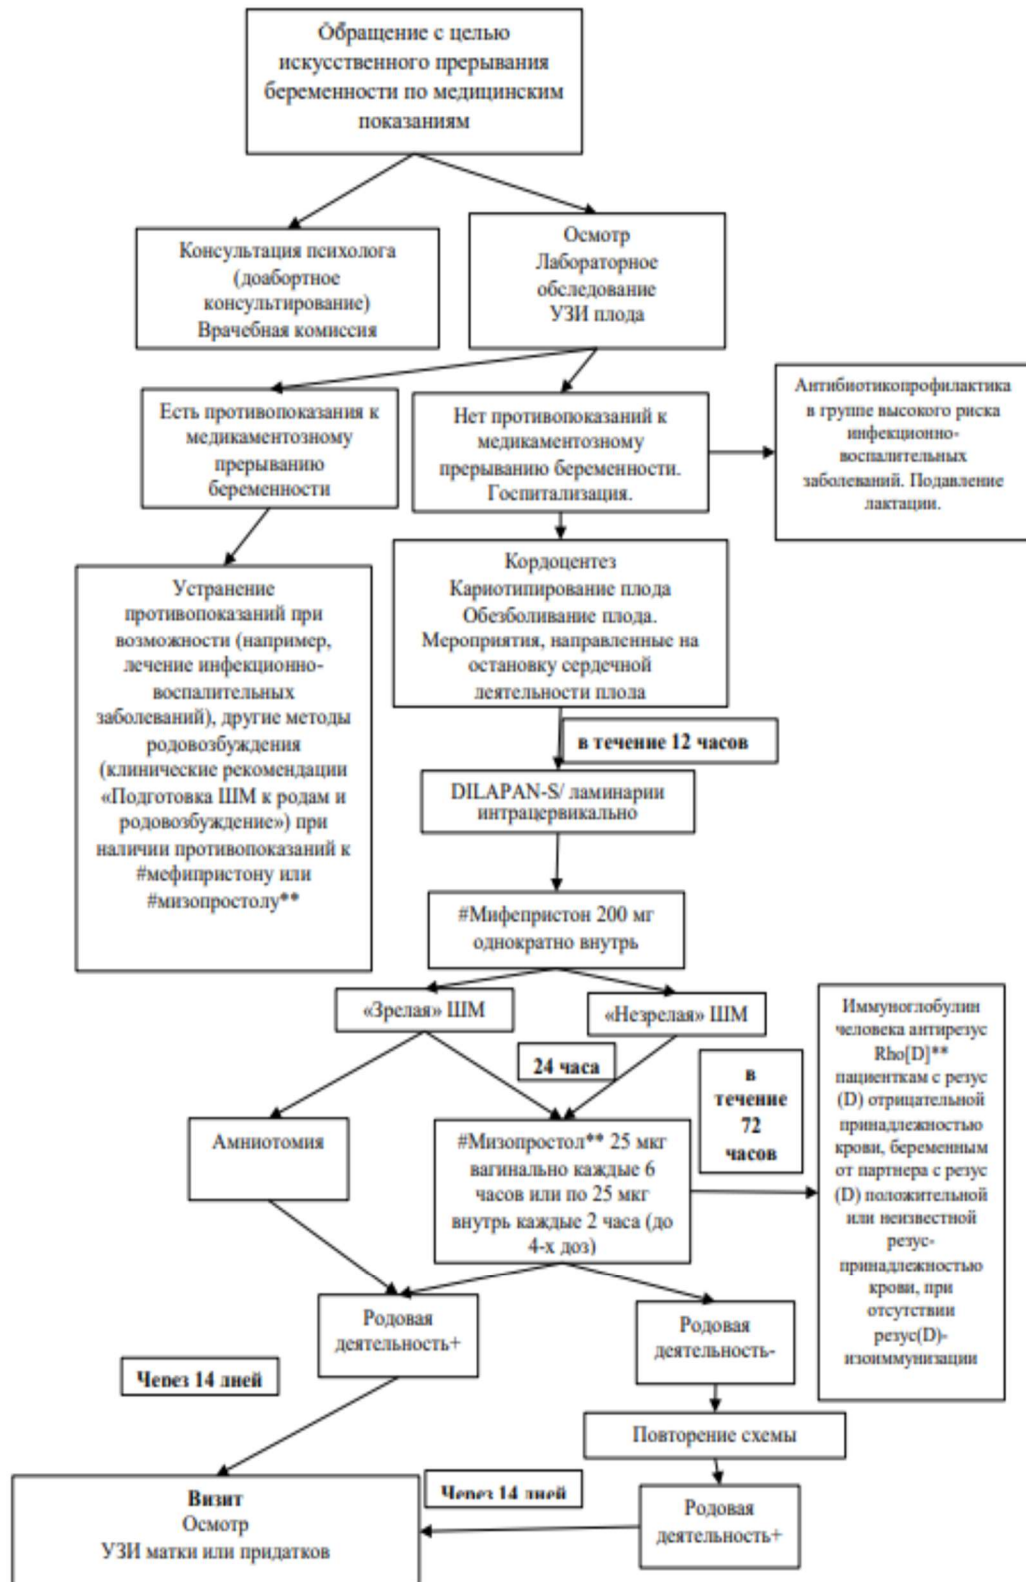 Обращение с целью
искусственного прерывания
беременности по медицинским
показаниям
Консультация психолога
(доабортное
консультирование)
Врачебная комиссия
Осмотр
Лабораторное
обследование
УЗИ плода
Есть противопоказания к
медикаментозному
прерыванию
беременности
Нет противопоказаний к
медикаментозному
прерыванию беременности.
Госпитализация.
Антибиотикопрофилактика
в группе высокого риска
инфекционно-
воспалительных
заболеваний. Подавление
лактации.
Устранение
противопоказаний при
возможности (например,
лечение инфекционно-
воспалительных
заболеваний), другие методы
родовозбуждения
(клинические рекомендации
«Подготовка ШМ к родам и
родовозбуждение») при
наличии противопоказаний к
#мефипристону или
#мизопростолу**
Кордоцентез
Кариотипирование плода
Обезболивание плода.
Мероприятия, направленные на
остановку сердечной
деятельности плода
в течение 12 часов
DILAPAN-S/ ламинарии
интрацервикально
#Мифепристон 200 мг
однократно внутрь
«Зрелая» ШМ
«Незрелая» ШМ
24 часа
в
течение
72
часов
Иммуноглобулин
человека антирезус
Rho[D]**
пациенткам с резус
(D) отрицательной
принадлежностью
крови, беременным
от партнера с резус
(D) положительной
или неизвестной
резус-
принадлежностью
крови, при
отсутствии
резус(D)-
изоиммунизации
Амниотомия
#Мизопростол** 25 мкг
вагинально каждые 6
часов или по 25 мкг
внутрь каждые 2 часа (до
4-х доз)
Родовая
деятельность+
Родовая
деятельность-
Через 14 дней
Повторение схемы
Через 14 дней
Родовая
деятельность+
Визит
Осмотр
УЗИ матки или придатков